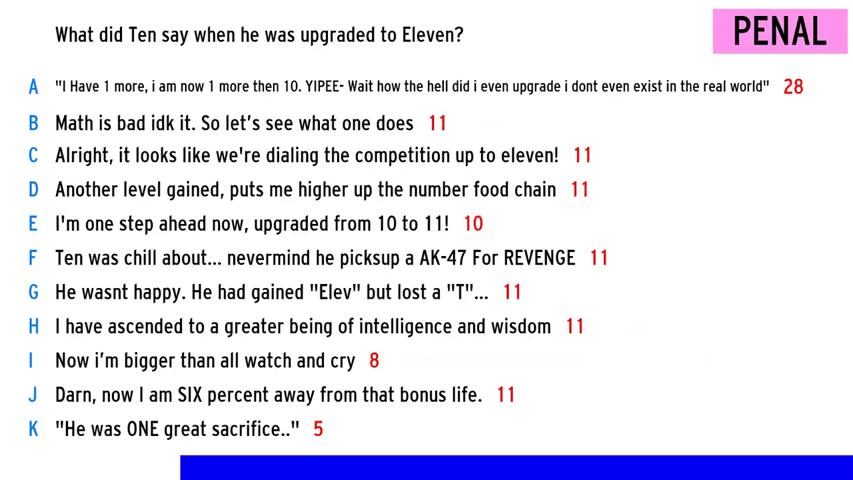 What did Ten say when he was upgraded to Eleven?
PENAL
A "I Have 1 more, i am now 1 more then 10. YIPEE- Wait how the hell did i even upgrade i dont even exist in the real world" 28
B Math is bad idk it. So let's see what one does 11
C Alright, it looks like we're dialing the competition up to eleven! 11
D Another level gained, puts me higher up the number food chain 11
E I'm one step ahead now, upgraded from 10 to 11! 10
F Ten was chill about... nevermind he picksup a AK-47 For REVENGE 11
G He wasnt happy. He had gained "Elev" but lost a "T"... 11
H I have ascended to a greater being of intelligence and wisdom 11
I Now i'm bigger than all watch and cry 8
J Darn, now I am SIX percent away from that bonus life. 11
K "He was ONE great sacrifice.." 5